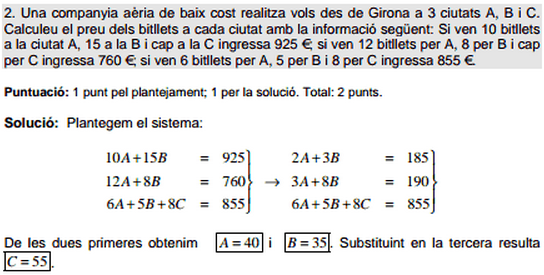 2. Una companyia aèria de baix cost realitza vols des de Girona a 3 ciutats A, B i C.
Calculeu el preu dels bitllets a cada ciutat amb la informació següent: Si ven 10 bitllets
a la ciutat A, 15 a la B i cap a la C ingressa 925 €; si ven 12 bitllets per A, 8 per B i cap
per C ingressa 760 €; si ven 6 bitllets per A, 5 per B i 8 per C ingressa 855 €.
Puntuació: 1 punt pel plantejament; 1 per la solució. Total: 2 punts.
Solució: Plantegem el sistema:
10A+15B = 925} 2A+3B = 185}
12A+8B = 760} → 3A+8B = 190}
6A+5B+8C = 855} 6A+5B+8C = 855}
De les dues primeres obtenim A = 40 i B = 35. Substituint en la tercera resulta
C = 55.